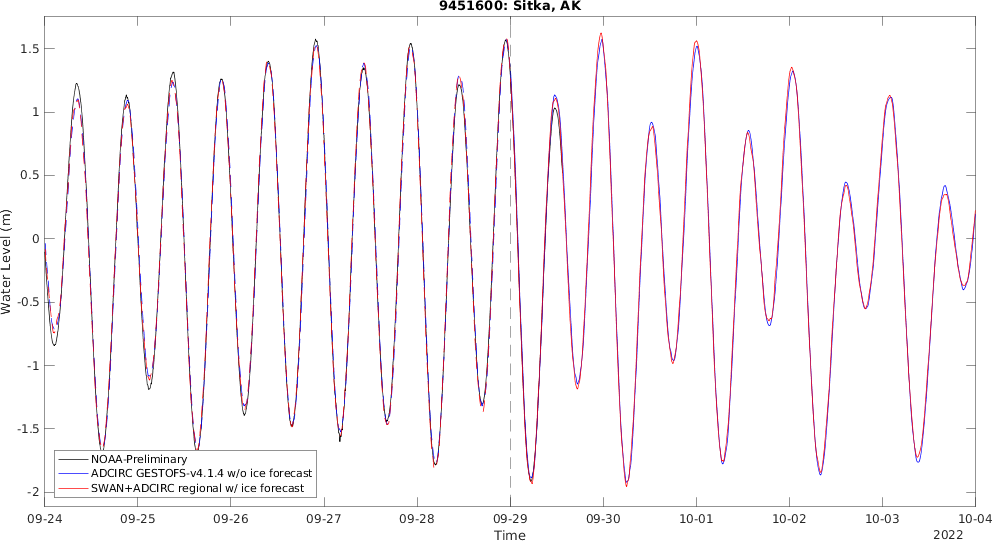 9451600: Sitka, AK
1.5
1
0.5
0
-0.5
-1
-1.5
-2
Water Level (m)
NOAA-Preliminary
ADCIRC GESTOFS-v4.1.4 w/o ice forecast
SWAN+ADCIRC regional w/ ice forecast
09-24 09-25 09-26 09-27 09-28 09-29 09-30 10-01 10-02 10-03 10-04
Time
2022